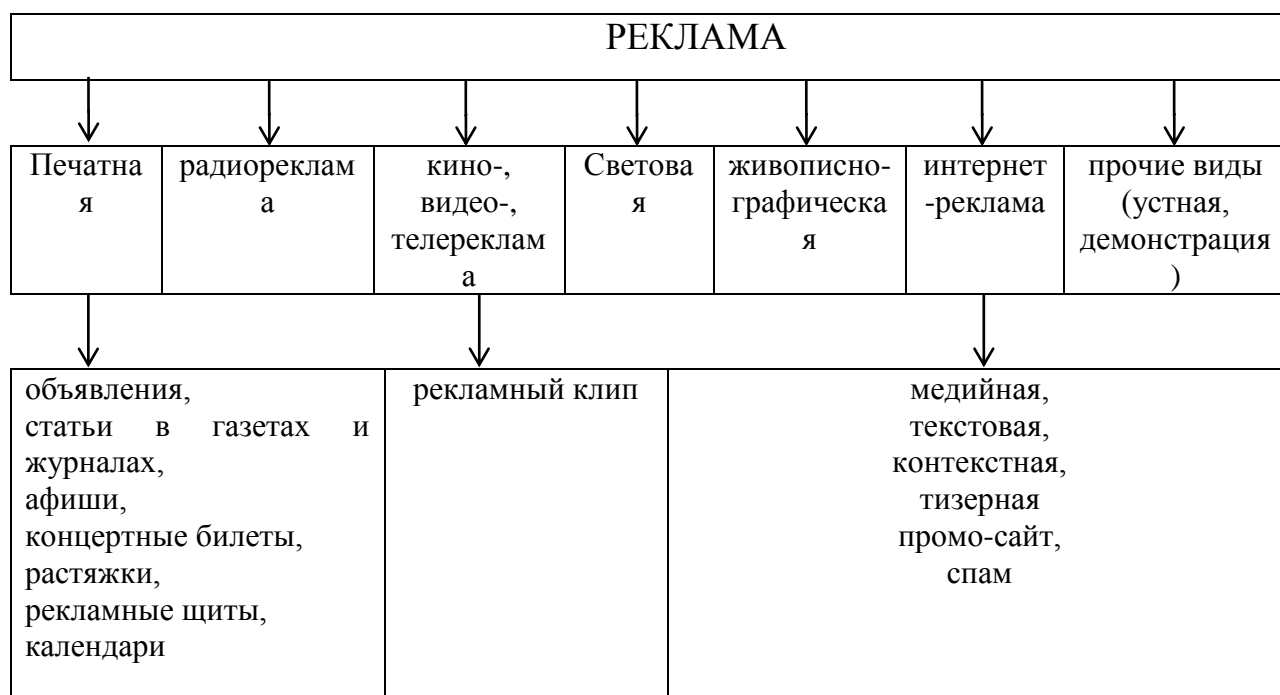 РЕКЛАМА
Печатна
я
радиореклам
а
кино-,
видео-,
телереклам
а
Светова
я
живописно-
графическа
я
интернет
-реклама
прочие виды
(устная,
демонстрация
)
объявления,
статьи в газетах и
журналах,
афиши,
концертные билеты,
растяжки,
рекламные щиты,
календари
рекламный клип
медийная,
текстовая,
контекстная,
тизерная
промо-сайт,
спам